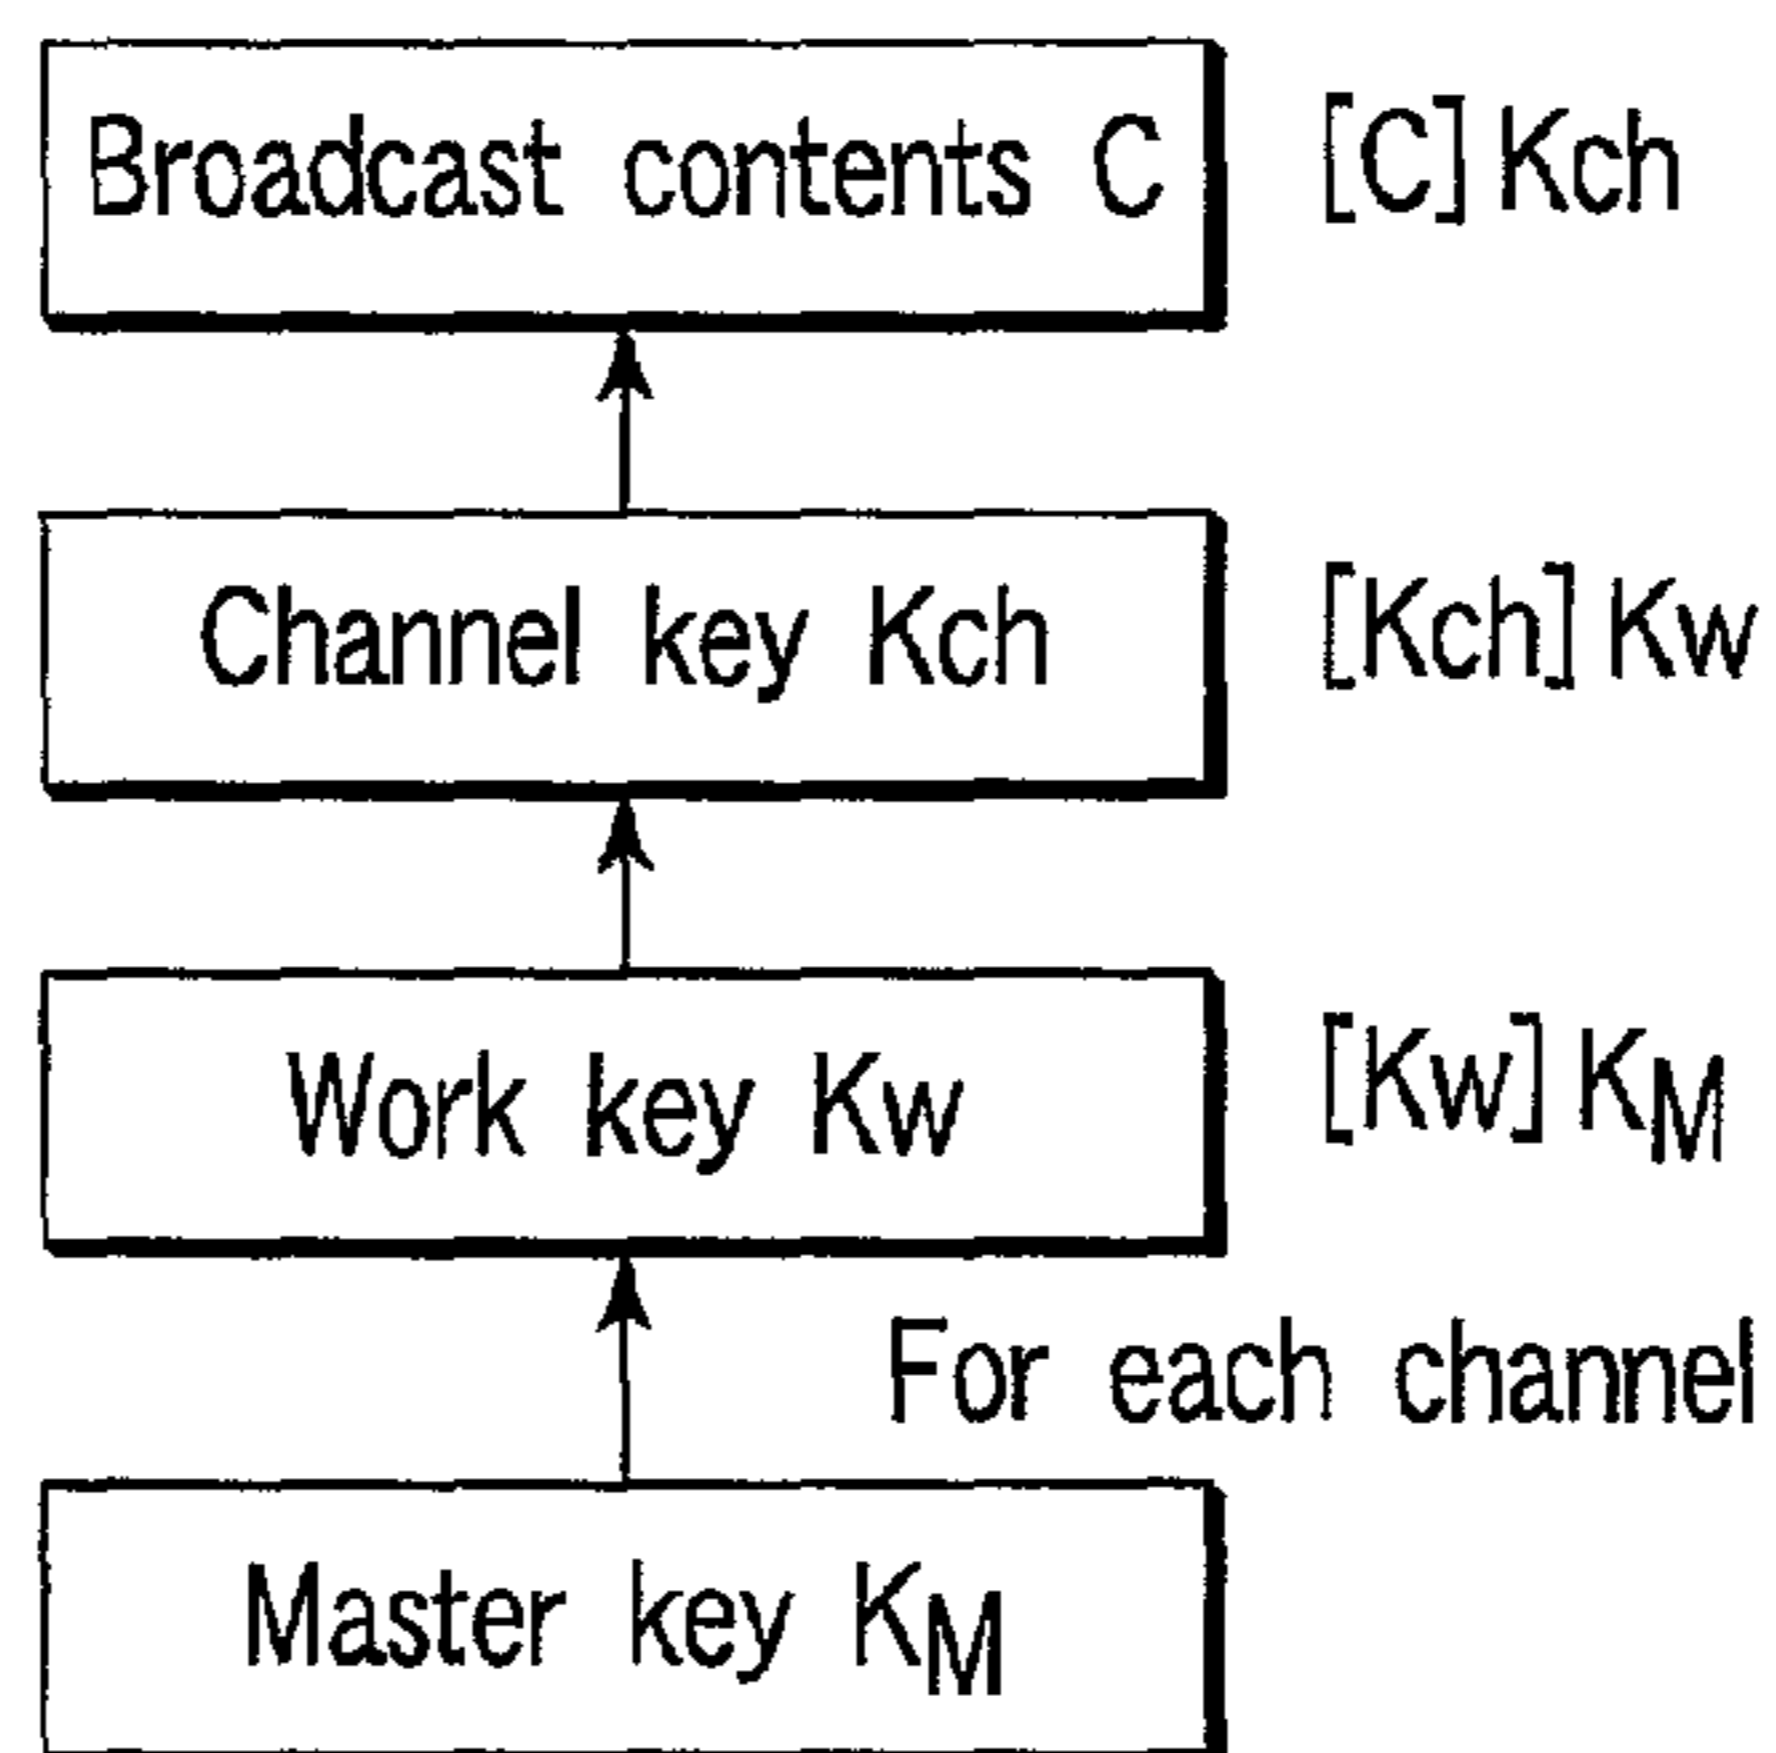 Broadcast contents C [C] Kch
Channel key Kch [Kch] Kw
Work key Kw [Kw] KM
For each channel
Master key KM